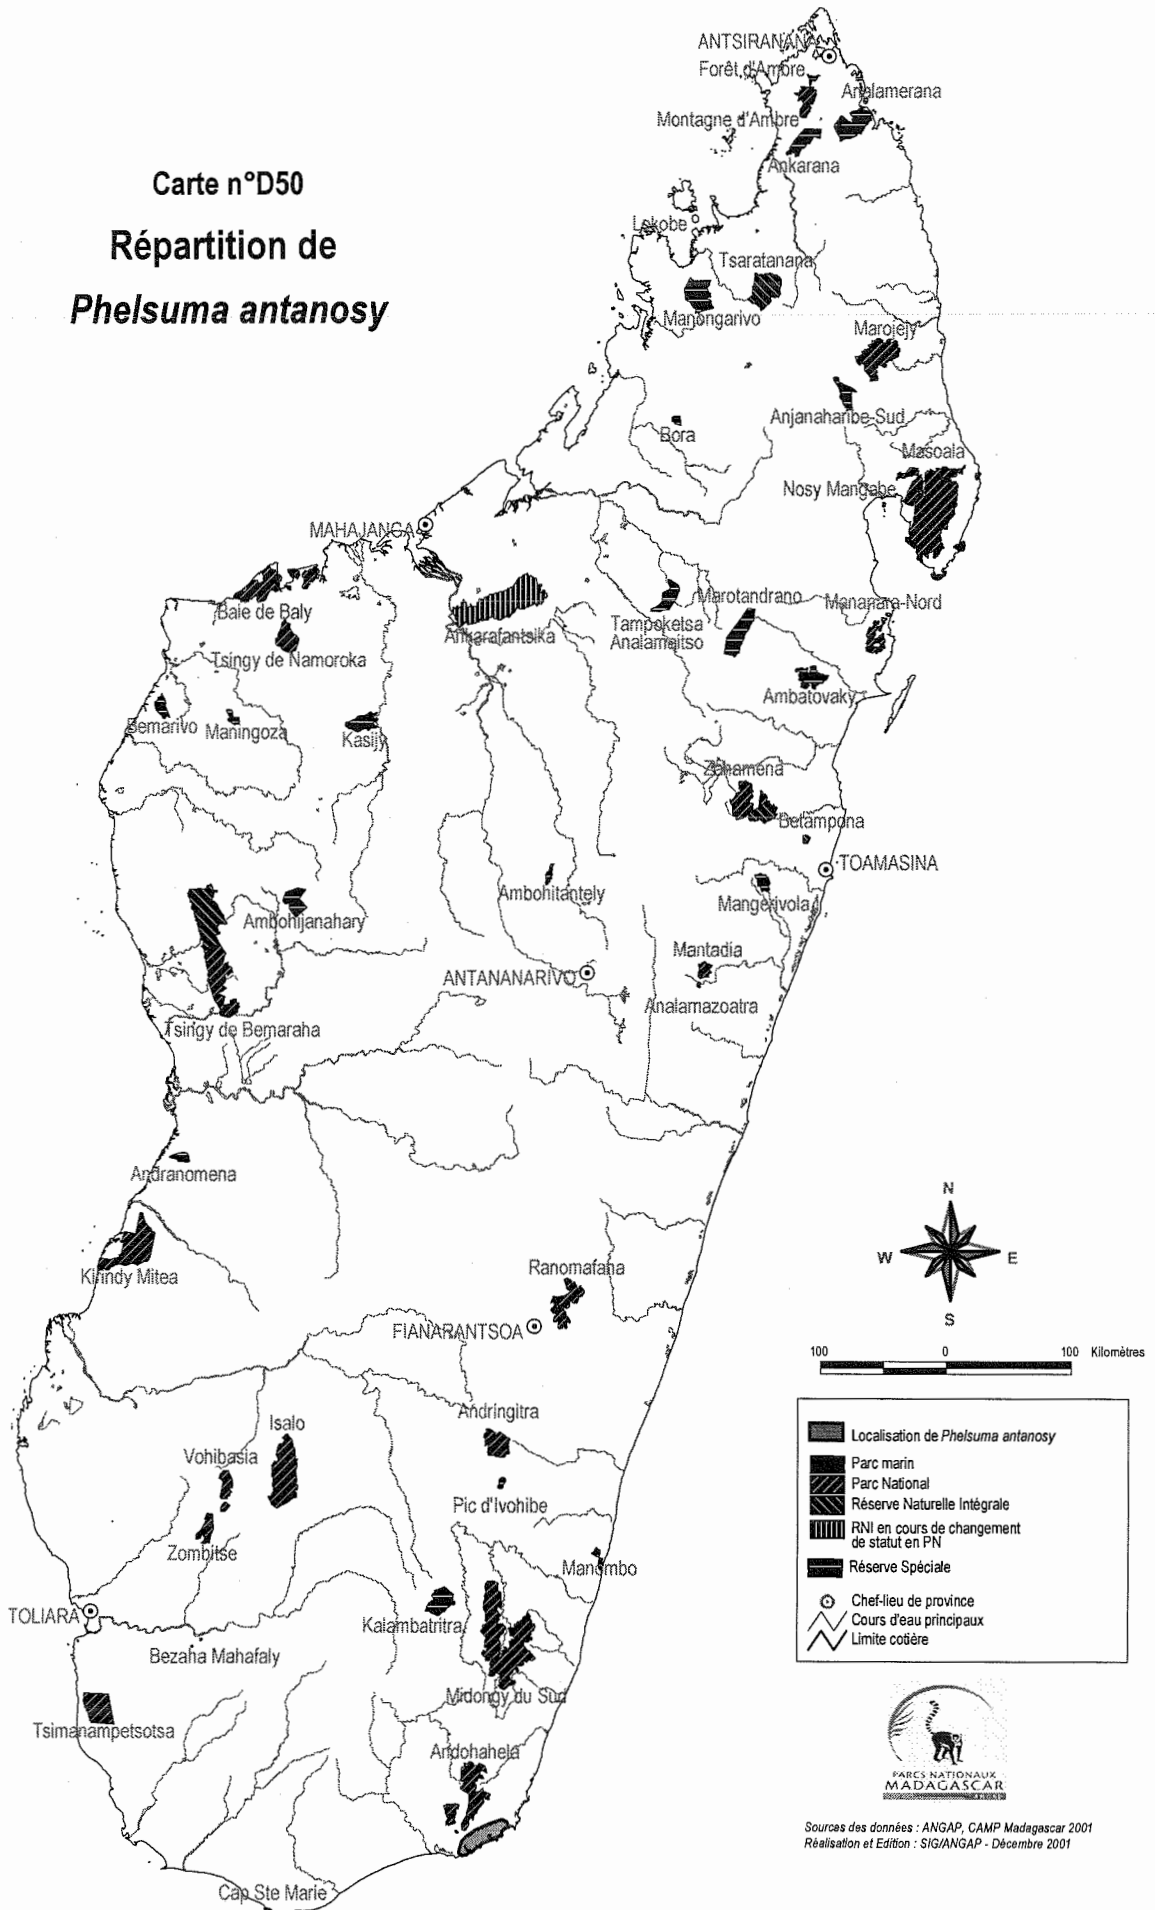 ANTSIRANANA
Forêt d'Ambre
Analamerana
Montagne d'Ambre
Ankarana
Carte n°D50
Répartition de
Phelsuma antanosy
Lokobe
Tsaratanana
Manongarivo
Marojejy
Anjanaharibe-Sud
Bora
Masoala
Nosy Mangabe
MAHAJANGA
Baie de Baly
Ankarafantsika
Tampoketsa
Analamaitso
Marotandrano
Mananara-Nord
Tsingy de Namoroka
Ambatovaky
Bemarivo
Maningoza
Kasijy
Zahamena
Betampona
TOAMASINA
Ambohitantely
Mangerivola
Ambohijanahary
Mantadia
ANTANANARIVO
Analamazoatra
Tsingy de Bemaraha
Andranomena
N
W
E
S
Kirindy Mitea
Ranomafana
FIANARANTSOA
100
0
100
Kilomètres
Andringitra
Isalo
Vohibasia
Pic d'Ivohibe
Zombitse
Manombo
TOLIARA
Kalambatritra
Bezaha Mahafaly
Midongy du Sud
Tsimanampetsotsa
Andohahela
Cap Ste Marie
Localisation de Phelsuma antanosy
Parc marin
Parc National
Réserve Naturelle Intégrale
RNI en cours de changement
de statut en PN
Réserve Spéciale
Chef-lieu de province
Cours d'eau principaux
Limite cotière
PARCS NATIONAUX
MADAGASCAR
Sources des données : ANGAP, CAMP Madagascar 2001
Réalisation et Edition : SIG/ANGAP - Décembre 2001